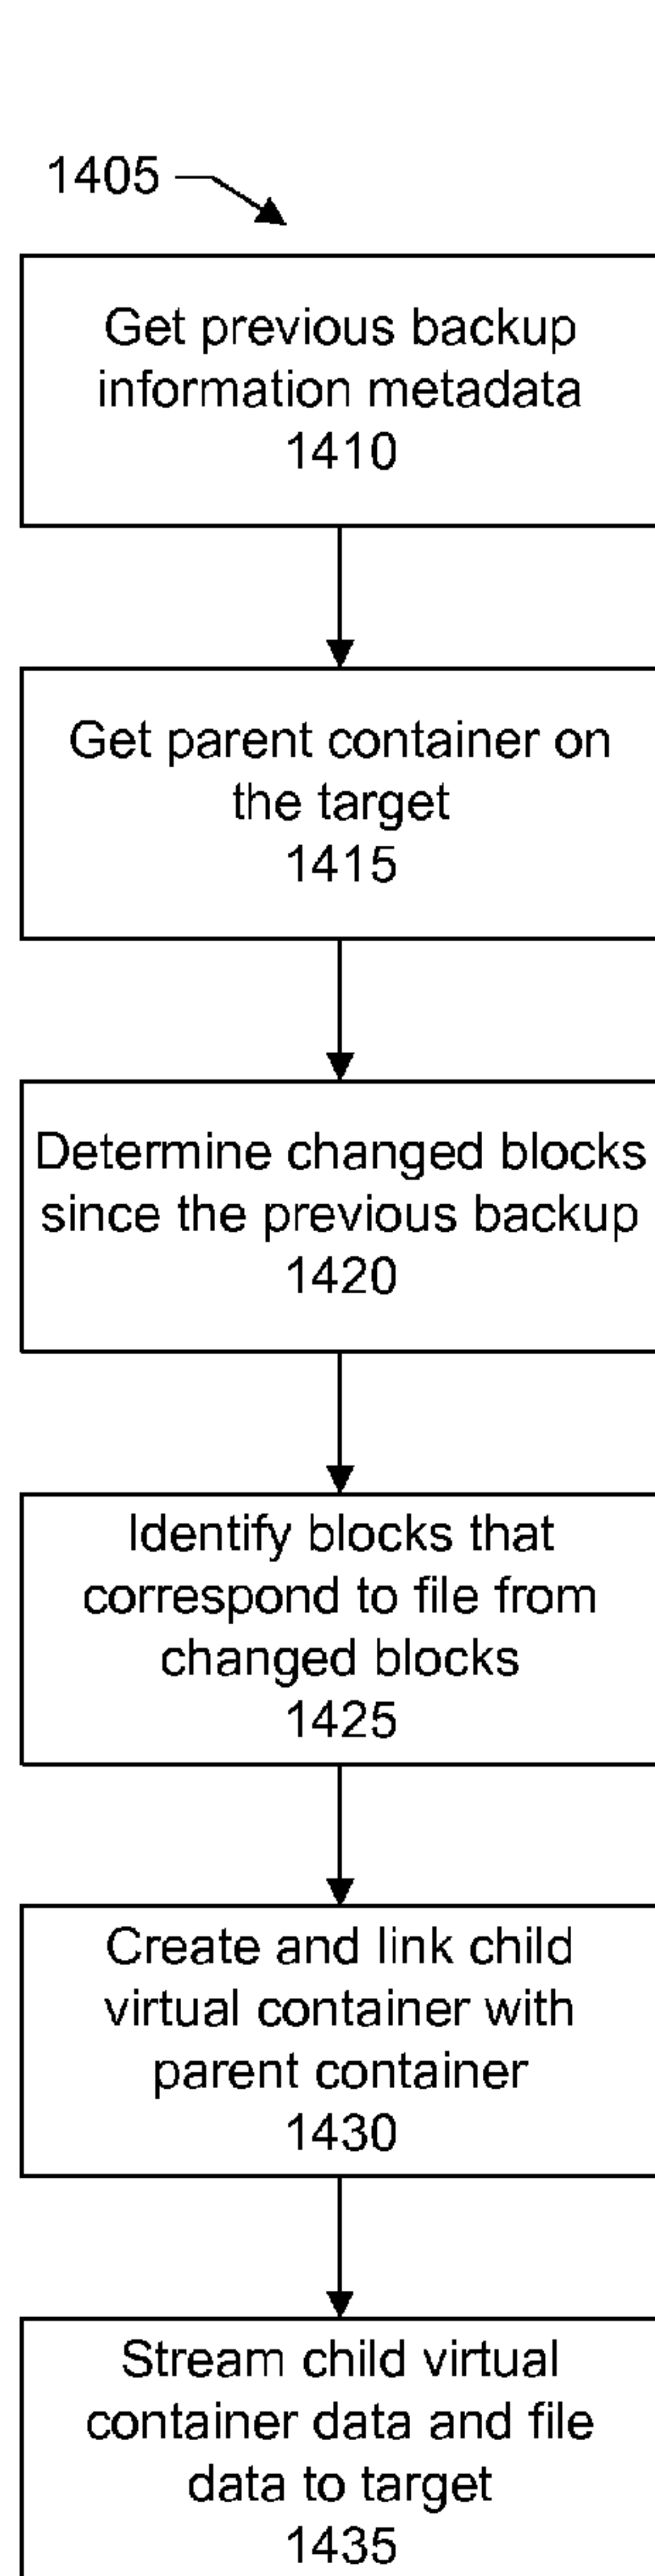 1405
Get previous backup
information metadata
1410
Get parent container on
the target
1415
Determine changed blocks
since the previous backup
1420
Identify blocks that
correspond to file from
changed blocks
1425
Create and link child
virtual container with
parent container
1430
Stream child virtual
container data and file
data to target
1435